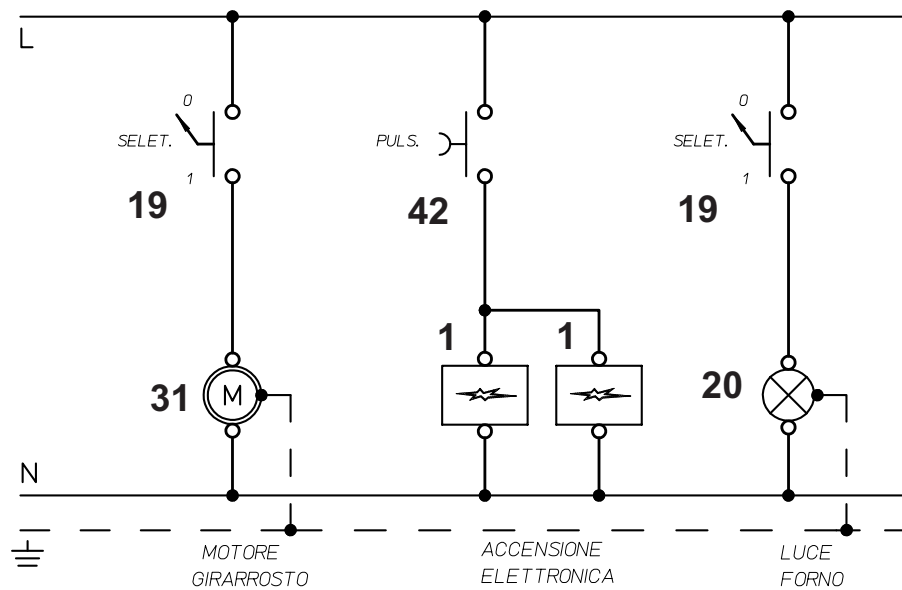 L
0
SELET.
1
19
PULS.
42
0
SELET.
1
19
1
1
31
M
20
N
MOTORE
GIRARROSTO
ACCENSIONE
ELETTRONICA
LUCE
FORNO